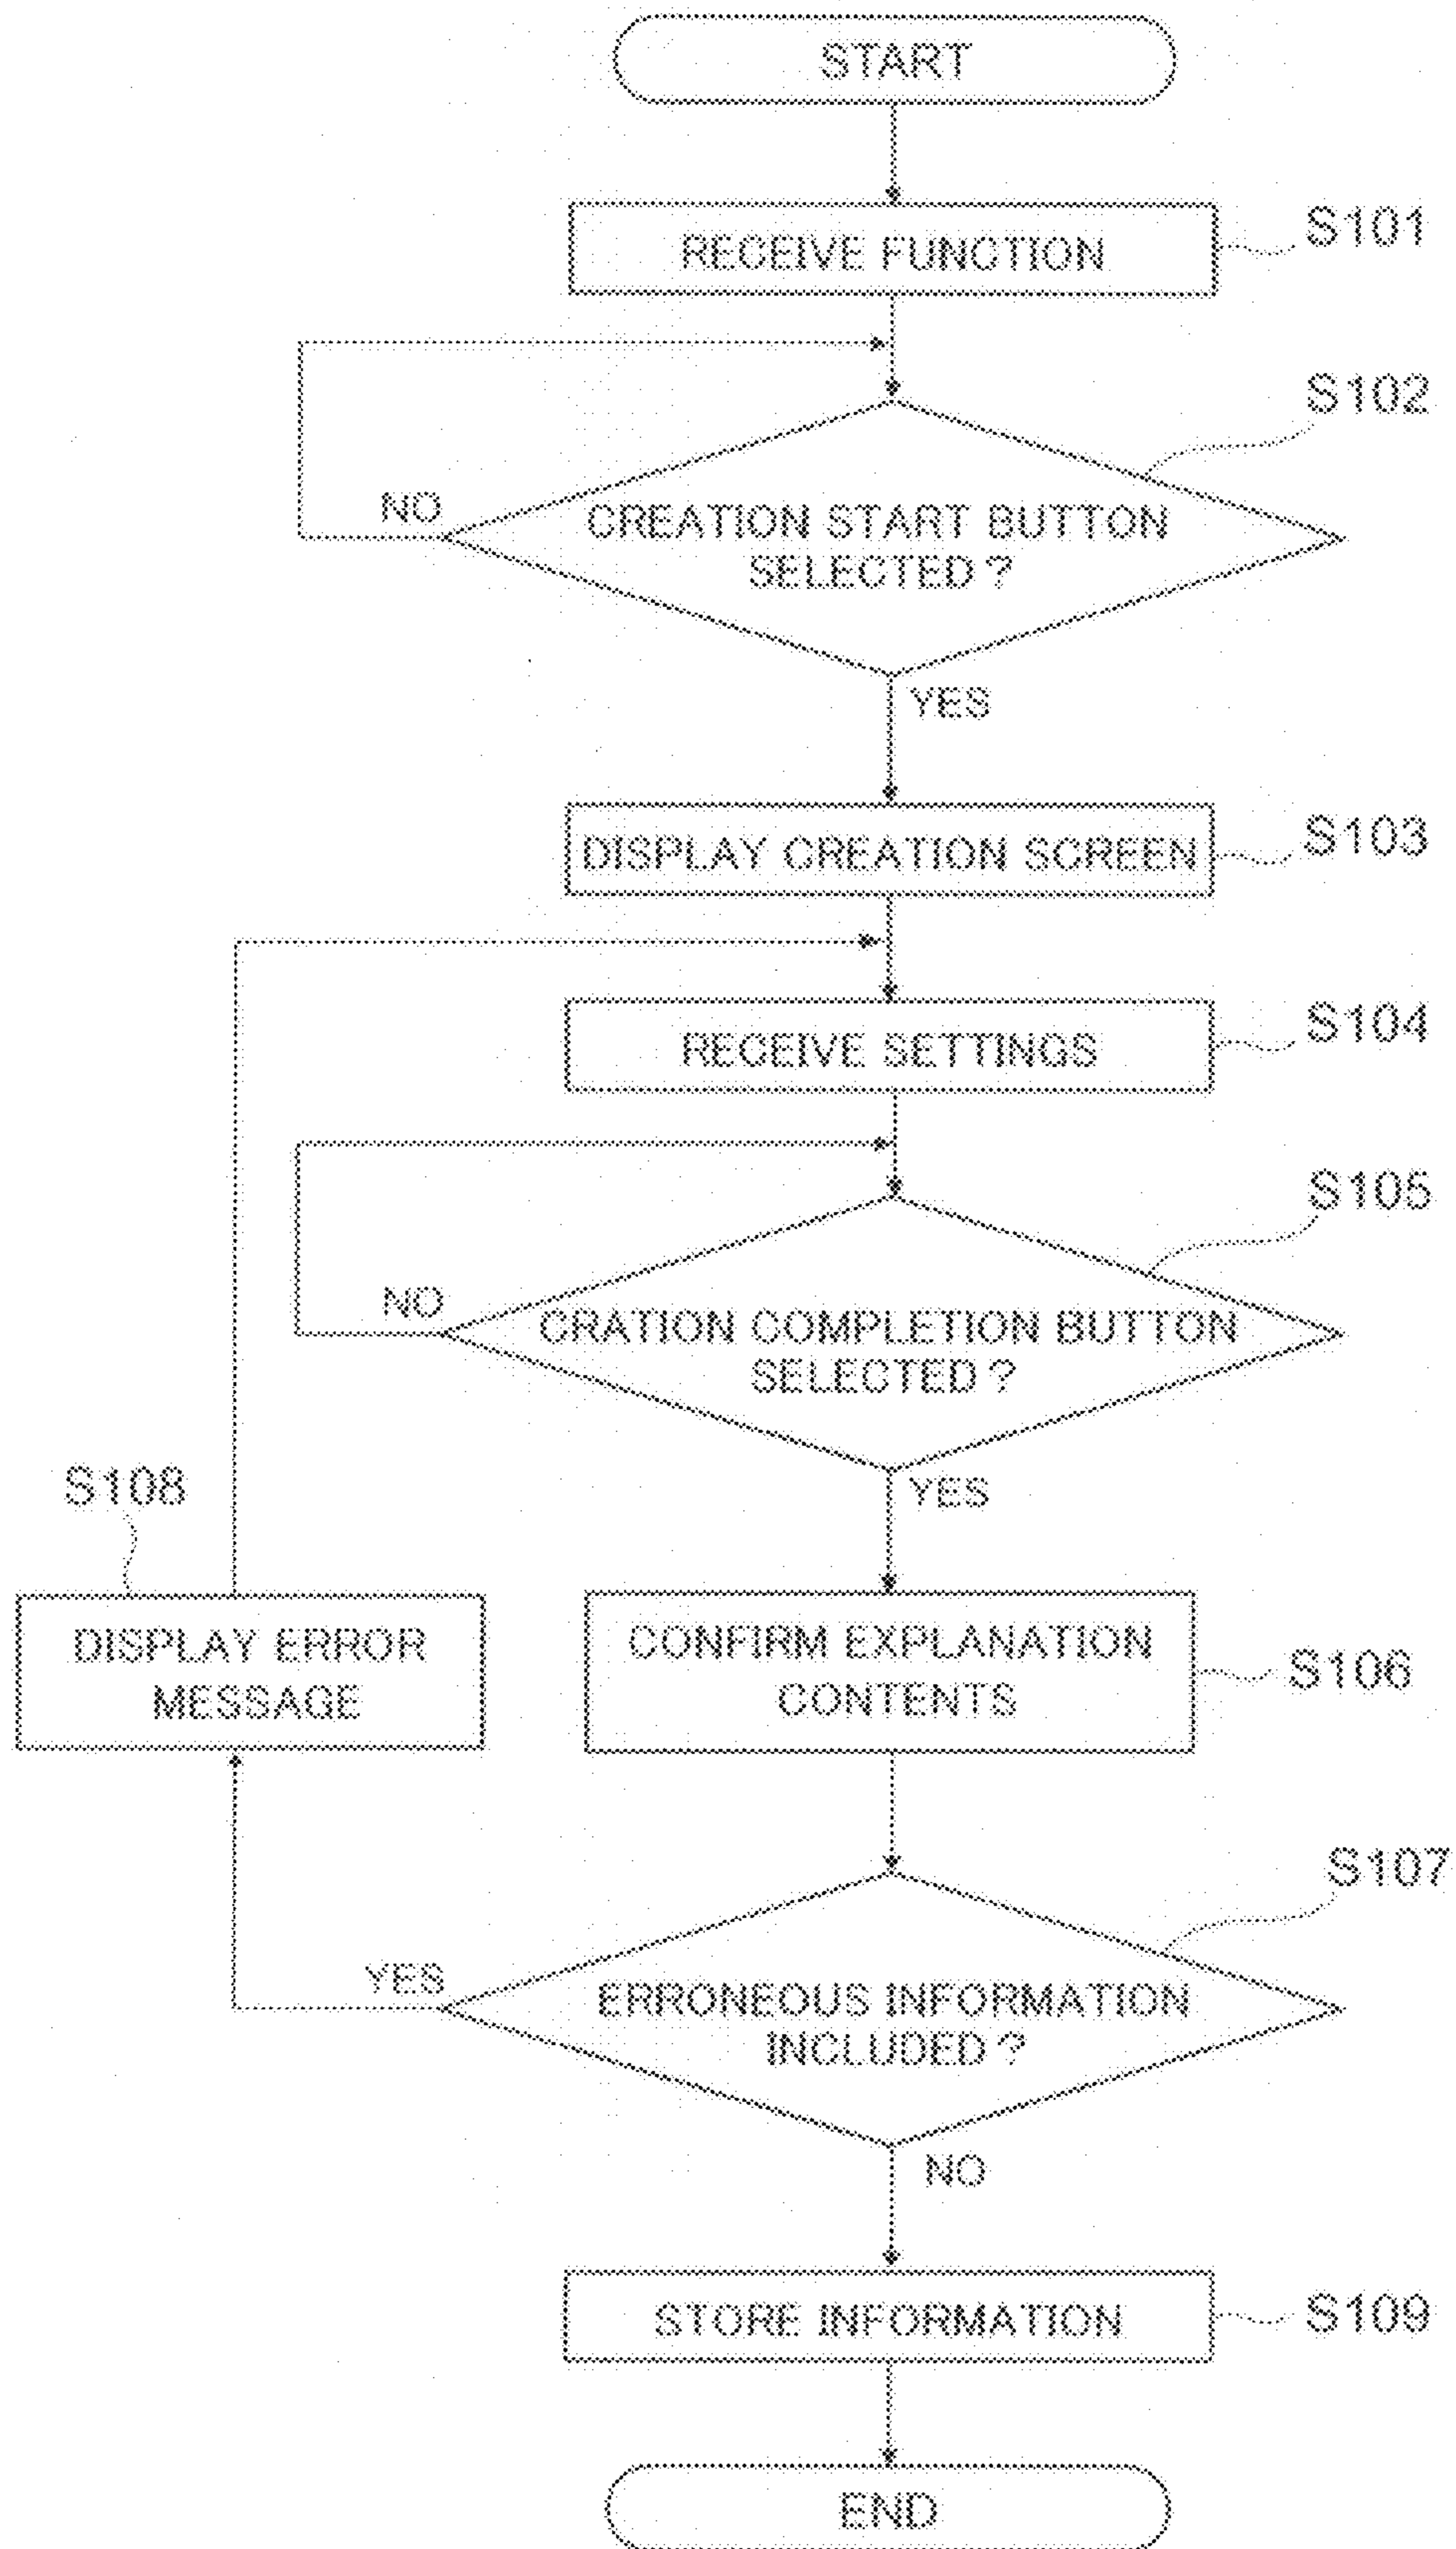 START
RECEIVE FUNCTION
S101
S102
NO
CREATION START BUTTON
SELECTED ?
YES
DISPLAY CREATION SCREEN
S103
RECEIVE SETTINGS
S104
S105
NO
CRATION COMPLETION BUTTON
SELECTED ?
YES
S108
DISPLAY ERROR
MESSAGE
CONFIRM EXPLANATION
CONTENTS
S106
S107
YES
ERRONEOUS INFORMATION
INCLUDED ?
NO
STORE INFORMATION
S109
END